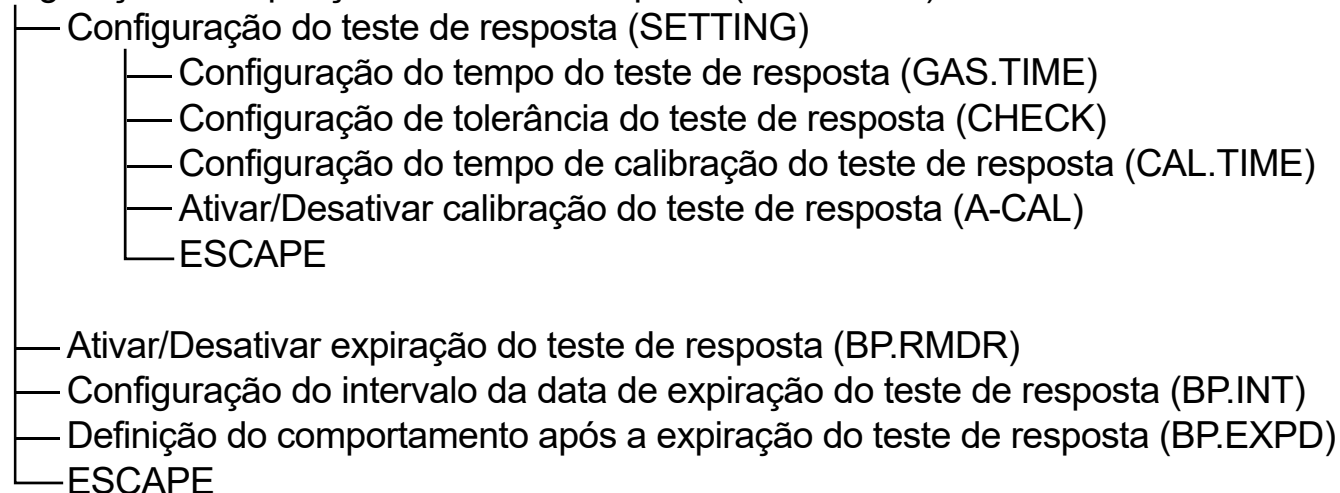 Configuração do teste de resposta (SETTING)
Configuração do tempo do teste de resposta (GAS.TIME)
Configuração de tolerância do teste de resposta (CHECK)
Configuração do tempo de calibração do teste de resposta (CAL.TIME)
Ativar/Desativar calibração do teste de resposta (A-CAL)
ESCAPE
Ativar/Desativar expiração do teste de resposta (BP.RMDR)
Configuração do intervalo da data de expiração do teste de resposta (BP.INT)
Definição do comportamento após a expiração do teste de resposta (BP.EXPD)
ESCAPE